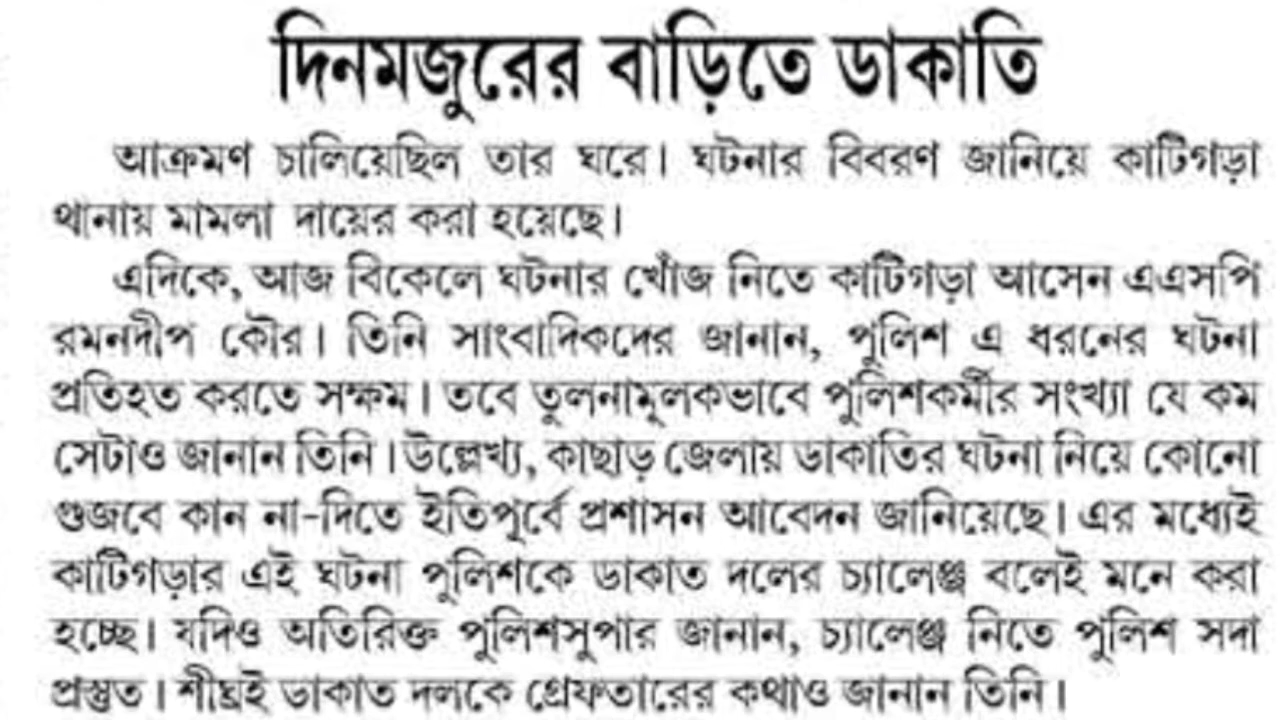 দিনমজুরের বাড়িতে ডাকাতি
আক্রমণ চালিয়েছিল তার ঘরে। ঘটনার বিবরণ জানিয়ে কাটিগড়া
থানায় মামলা দায়ের করা হয়েছে।
এদিকে, আজ বিকেলে ঘটনার খোঁজ নিতে কাটিগড়া আসেন এএসপি
রমনদীপ কৌর। তিনি সাংবাদিকদের জানান, পুলিশ এ ধরনের ঘটনা
প্রতিহত করতে সক্ষম। তবে তুলনামূলকভাবে পুলিশকর্মীর সংখ্যা যে কম
সেটাও জানান তিনি। উল্লেখ্য, কাছাড় জেলায় ডাকাতির ঘটনা নিয়ে কোনো
গুজবে কান না-দিতে ইতিপূর্বে প্রশাসন আবেদন জানিয়েছে। এর মধ্যেই
কাটিগড়ার এই ঘটনা পুলিশকে ডাকাত দলের চ্যালেঞ্জ বলেই মনে করা
হচ্ছে। যদিও অতিরিক্ত পুলিশসুপার জানান, চ্যালেঞ্জ নিতে পুলিশ সদা
প্রস্তুত। শীঘ্রই ডাকাত দলকে গ্রেফতারের কথাও জানান তিনি।